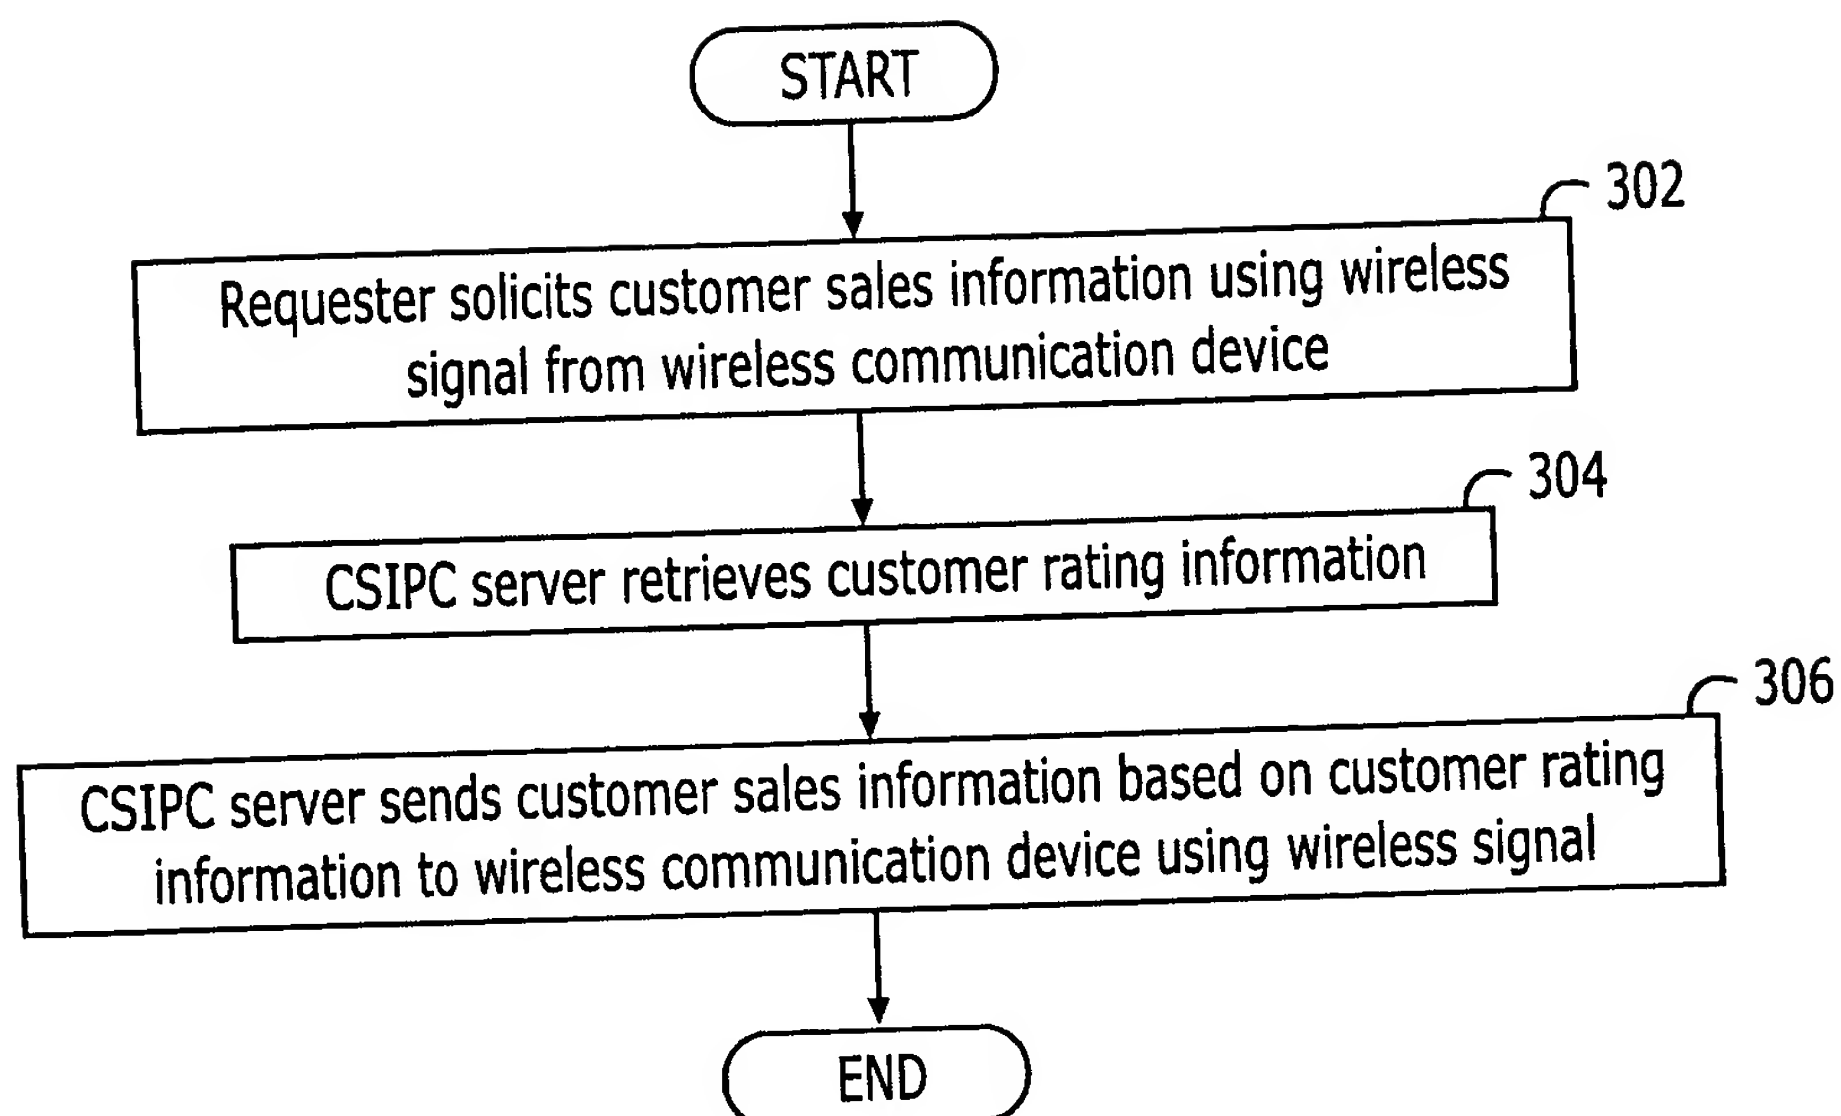 START
302
Requester solicits customer sales information using wireless
signal from wireless communication device
304
CSIPC server retrieves customer rating information
306
CSIPC server sends customer sales information based on customer rating
information to wireless communication device using wireless signal
END